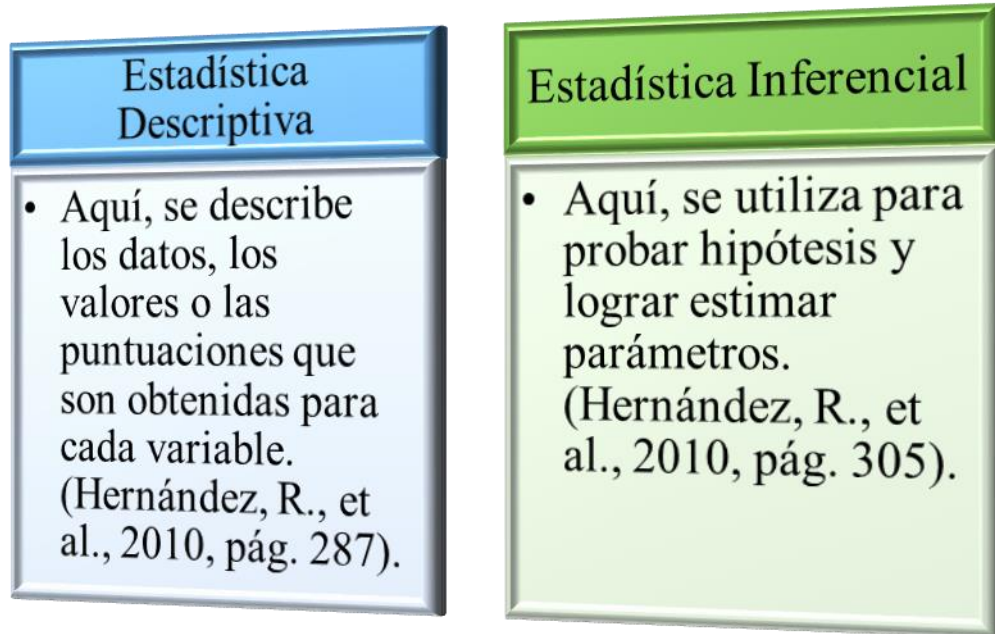 Estadística
Descriptiva
• Aquí, se describe
los datos, los
valores o las
puntuaciones que
son obtenidas para
cada variable.
(Hernández, R., et
al., 2010, pág. 287).
Estadística Inferencial
• Aquí, se utiliza para
probar hipótesis y
lograr estimar
parámetros.
(Hernández, R., et
al., 2010, pág. 305).